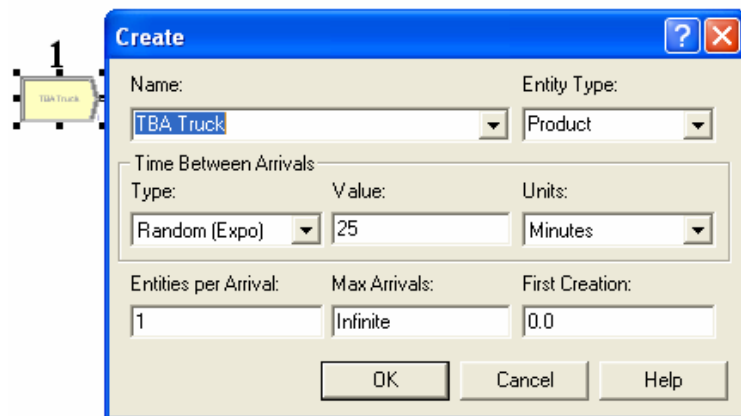 Create
1
TBA Truck
Name: Entity Type:
TBA Truck Product
Time Between Arrivals
Type: Value: Units:
Random (Expo) 25 Minutes
Entities per Arrival: Max Arrivals: First Creation:
1 Infinite 0.0
OK Cancel Help